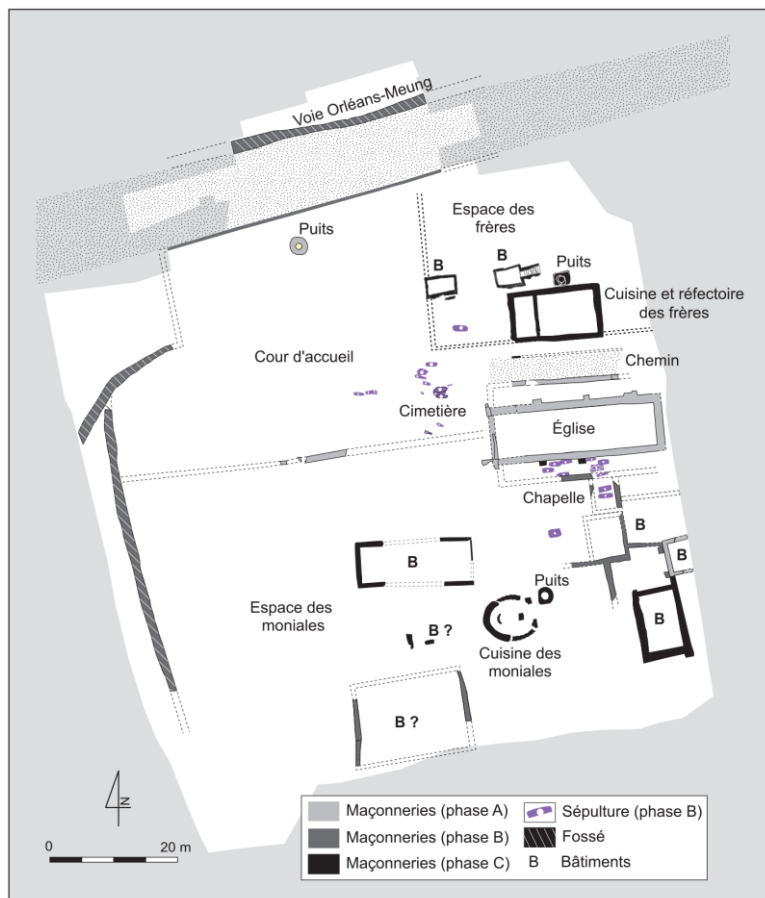 Voie Orléans-Meung
Espace des
frères
Puits
B
B
Puits
Cuisine et réfectoire
des frères
Cour d'accueil
Chemin
Cimetière
Église
Chapelle
B
B
B
Puits
B
Espace des
moniales
B ?
Cuisine des
moniales
B ?
N
0
20 m
Maçonneries (phase A)
Maçonneries (phase B)
Maçonneries (phase C)
Sépulture (phase B)
Fossé
B Bâtiments